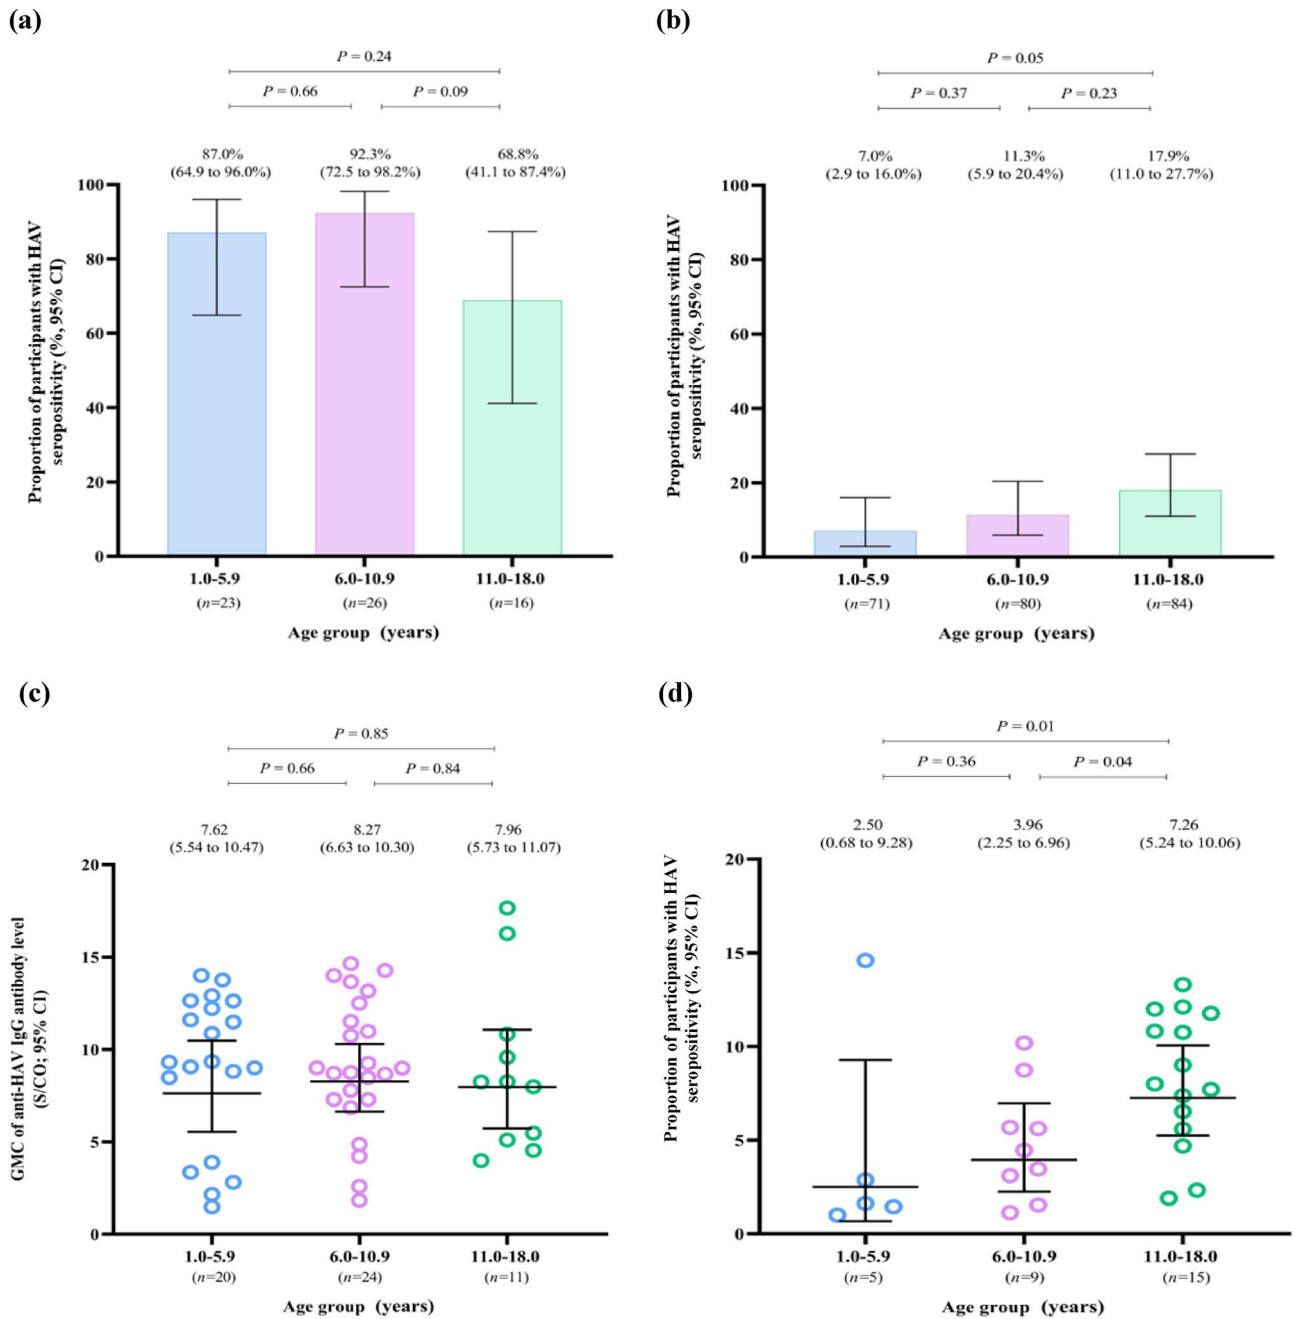 (a)
P = 0.24
P = 0.66
P = 0.09
87.0%
(64.9 to 96.0%)
92.3%
(72.5 to 98.2%)
68.8%
(41.1 to 87.4%)
Proportion of participants with HAV
seropositivity (%, 95% CI)
100
80
60
40
20
0
1.0-5.9
6.0-10.9
11.0-18.0
(n=23)
(n=26)
(n=16)
Age group (years)
(b)
P = 0.05
P = 0.37
P = 0.23
7.0%
(2.9 to 16.0%)
11.3%
(5.9 to 20.4%)
17.9%
(11.0 to 27.7%)
Proportion of participants with HAV
seropositivity (%, 95% CI)
100
80
60
40
20
0
1.0-5.9
6.0-10.9
11.0-18.0
(n=71)
(n=80)
(n=84)
Age group (years)
(c)
P = 0.85
P = 0.66
P = 0.84
7.62
(5.54 to 10.47)
8.27
(6.63 to 10.30)
7.96
(5.73 to 11.07)
GMC of anti-HAV IgG antibody level
(S/CO; 95% CI)
20
15
10
5
0
1.0-5.9
6.0-10.9
11.0-18.0
(n=20)
(n=24)
(n=11)
Age group (years)
(d)
P = 0.01
P = 0.36
P = 0.04
2.50
(0.68 to 9.28)
3.96
(2.25 to 6.96)
7.26
(5.24 to 10.06)
Proportion of participants with HAV
seropositivity (%, 95% CI)
20
15
10
5
0
1.0-5.9
6.0-10.9
11.0-18.0
(n=5)
(n=9)
(n=15)
Age group (years)